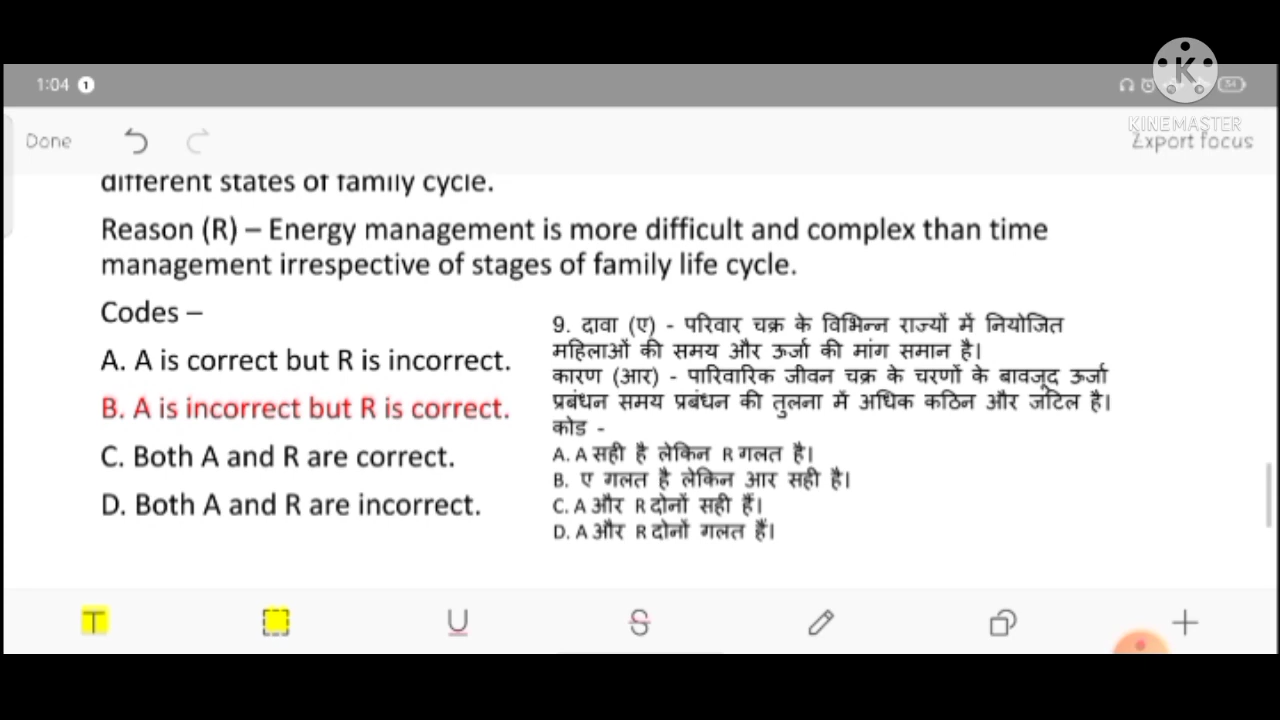 1:04 1
KINEMASTER
Done
Export focus
different states of family cycle.
Reason (R) – Energy management is more difficult and complex than time
management irrespective of stages of family life cycle.
Codes –
A. A is correct but R is incorrect.
B. A is incorrect but R is correct.
C. Both A and R are correct.
D. Both A and R are incorrect.
9. दावा (ए) - परिवार चक्र के विभिन्न राज्यों में नियोजित
महिलाओं की समय और ऊर्जा की मांग समान है।
कारण (आर) - पारिवारिक जीवन चक्र के चरणों के बावजूद ऊर्जा
प्रबंधन समय प्रबंधन की तुलना में अधिक कठिन और जटिल है।
कोड -
A. A सही है लेकिन R गलत है।
B. ए गलत है लेकिन आर सही है।
C. A और R दोनों सही हैं।
D. A और R दोनों गलत हैं।
T U S